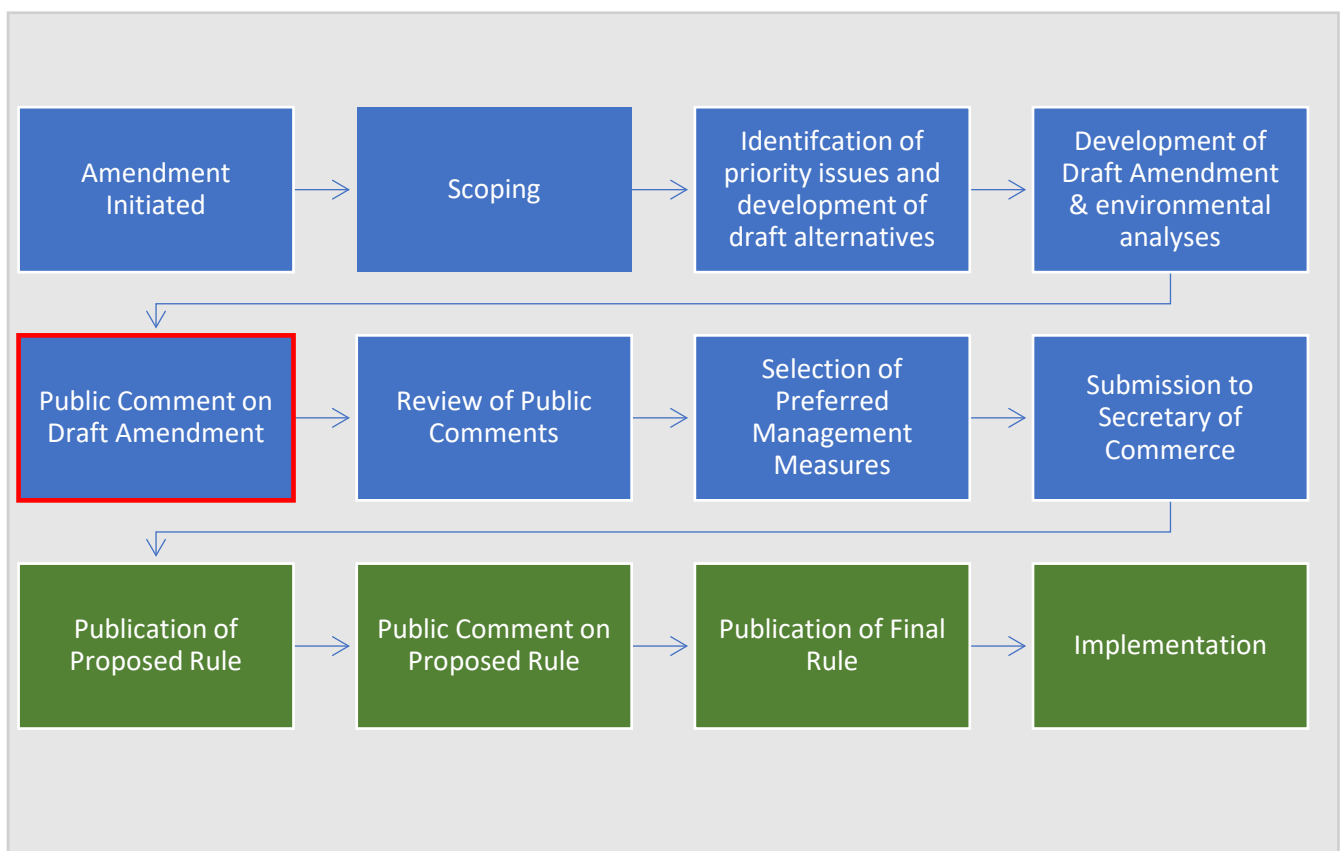 Amendment
Initiated
Scoping
Identifcation of
priority issues and
development of
draft alternatives
Development of
Draft Amendment
& environmental
analyses
Public Comment on
Draft Amendment
Review of Public
Comments
Selection of
Preferred
Management
Measures
Submission to
Secretary of
Commerce
Publication of
Proposed Rule
Public Comment on
Proposed Rule
Publication of Final
Rule
Implementation